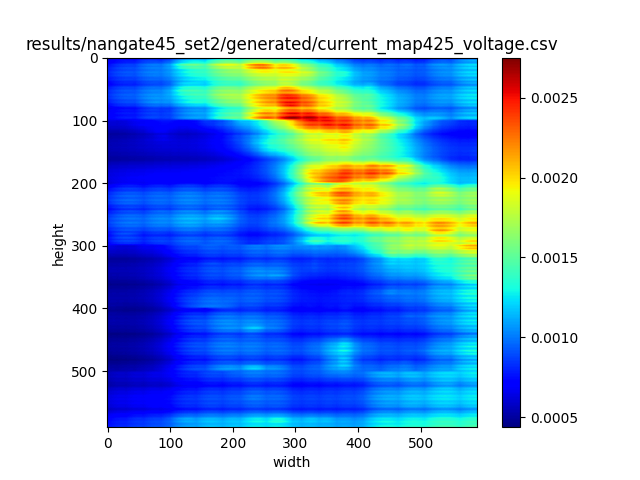 results/nangate45_set2/generated/current_map425_voltage.csv
0
100
200
300
400
500
height
0 100 200 300 400 500
width
0.0025
0.0020
0.0015
0.0010
0.0005